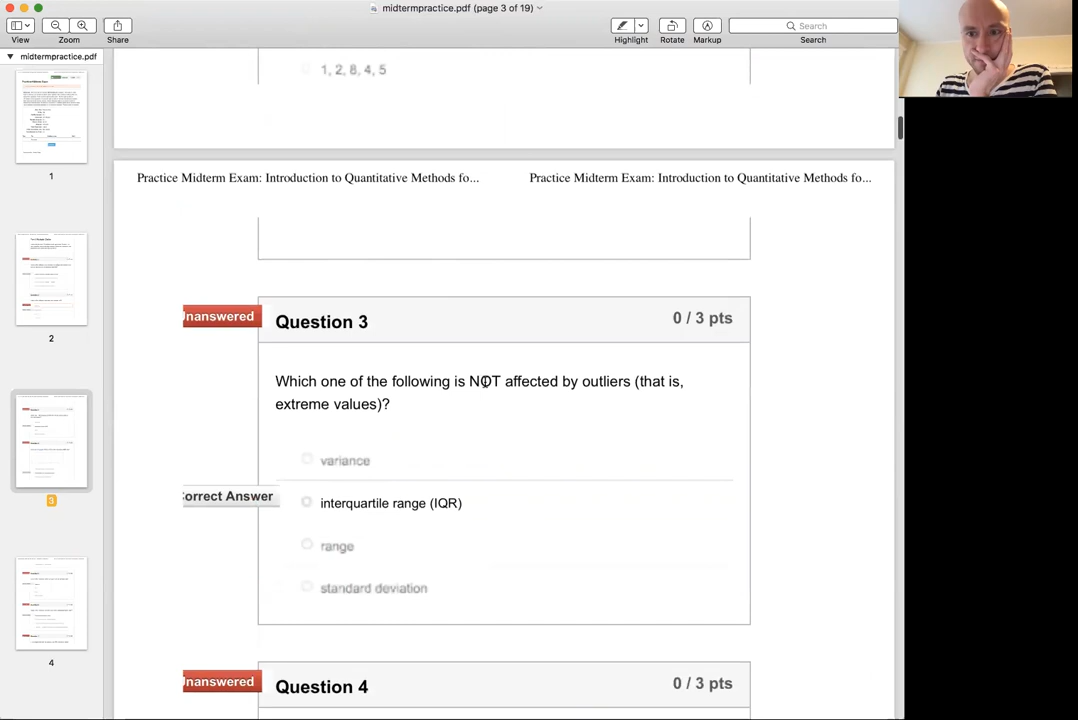 midtermpractice.pdf (page 3 of 19)
View
Zoom
Share
Highlight
Rotate
Markup
Search
Search
midtermpractice.pdf
1
2
3
4
1, 2, 8, 4, 5
Practice Midterm Exam: Introduction to Quantitative Methods fo...
Practice Midterm Exam: Introduction to Quantitative Methods fo...
Jnanswered
Question 3
0 / 3 pts
Which one of the following is NOT affected by outliers (that is,
extreme values)?
variance
orrect Answer
interquartile range (IQR)
range
standard deviation
Jnanswered
Question 4
0 / 3 pts